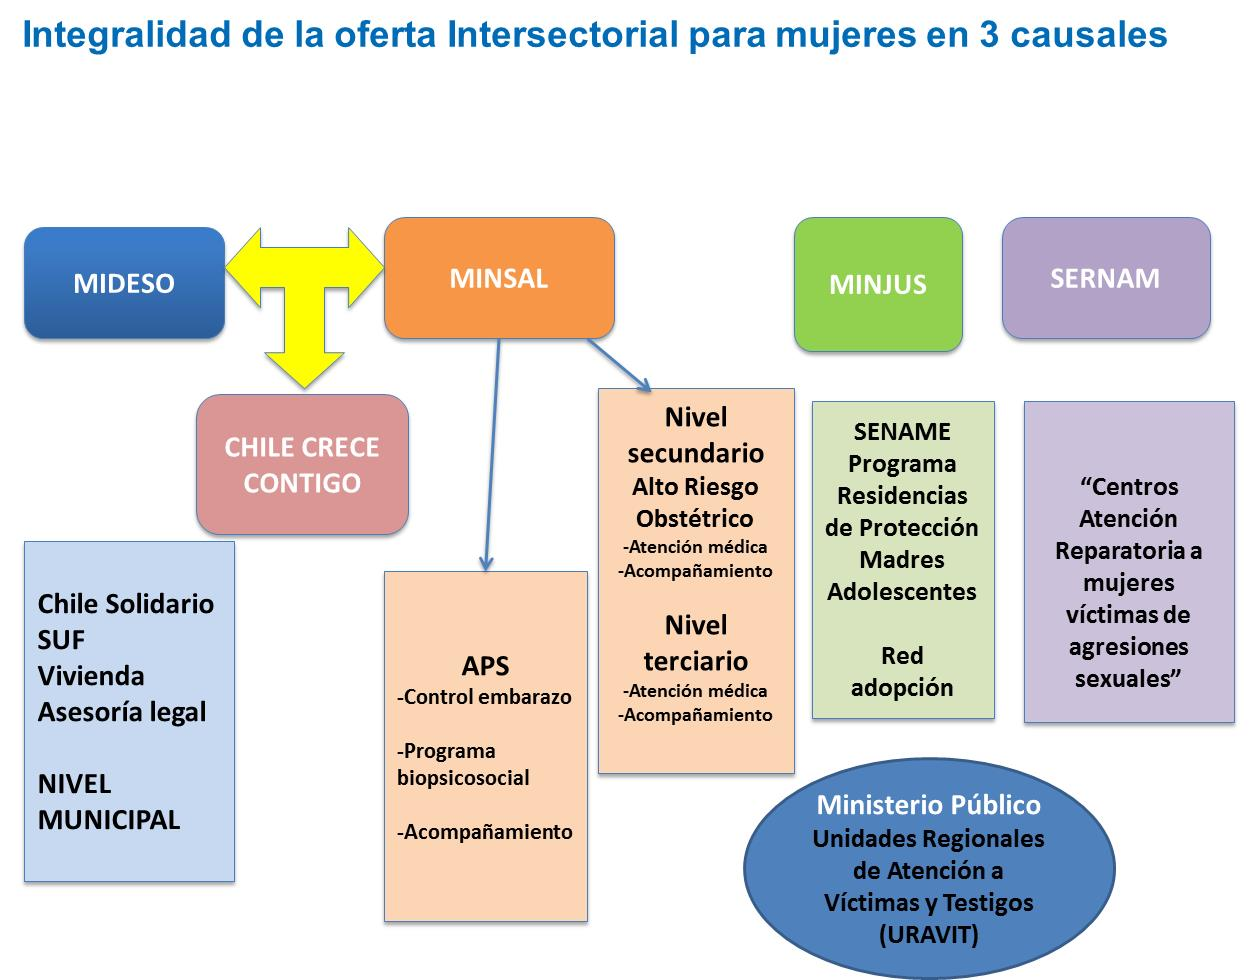 Integralidad de la oferta Intersectorial para mujeres en 3 causales
MIDESO
MINSAL
MINJUS
SERNAM
CHILE CRECE
CONTIGO
Chile Solidario
SUF
Vivienda
Asesoría legal
NIVEL
MUNICIPAL
APS
-Control embarazo
-Programa
biopsicosocial
-Acompañamiento
Nivel
secundario
Alto Riesgo
Obstétrico
-Atención médica
-Acompañamiento
Nivel
terciario
-Atención médica
-Acompañamiento
SENAME
Programa
Residencias
de Protección
Madres
Adolescentes
Red
adopción
“Centros
Atención
Reparatoria a
mujeres
víctimas de
agresiones
sexuales”
Ministerio Público
Unidades Regionales
de Atención a
Víctimas y Testigos
(URAVIT)